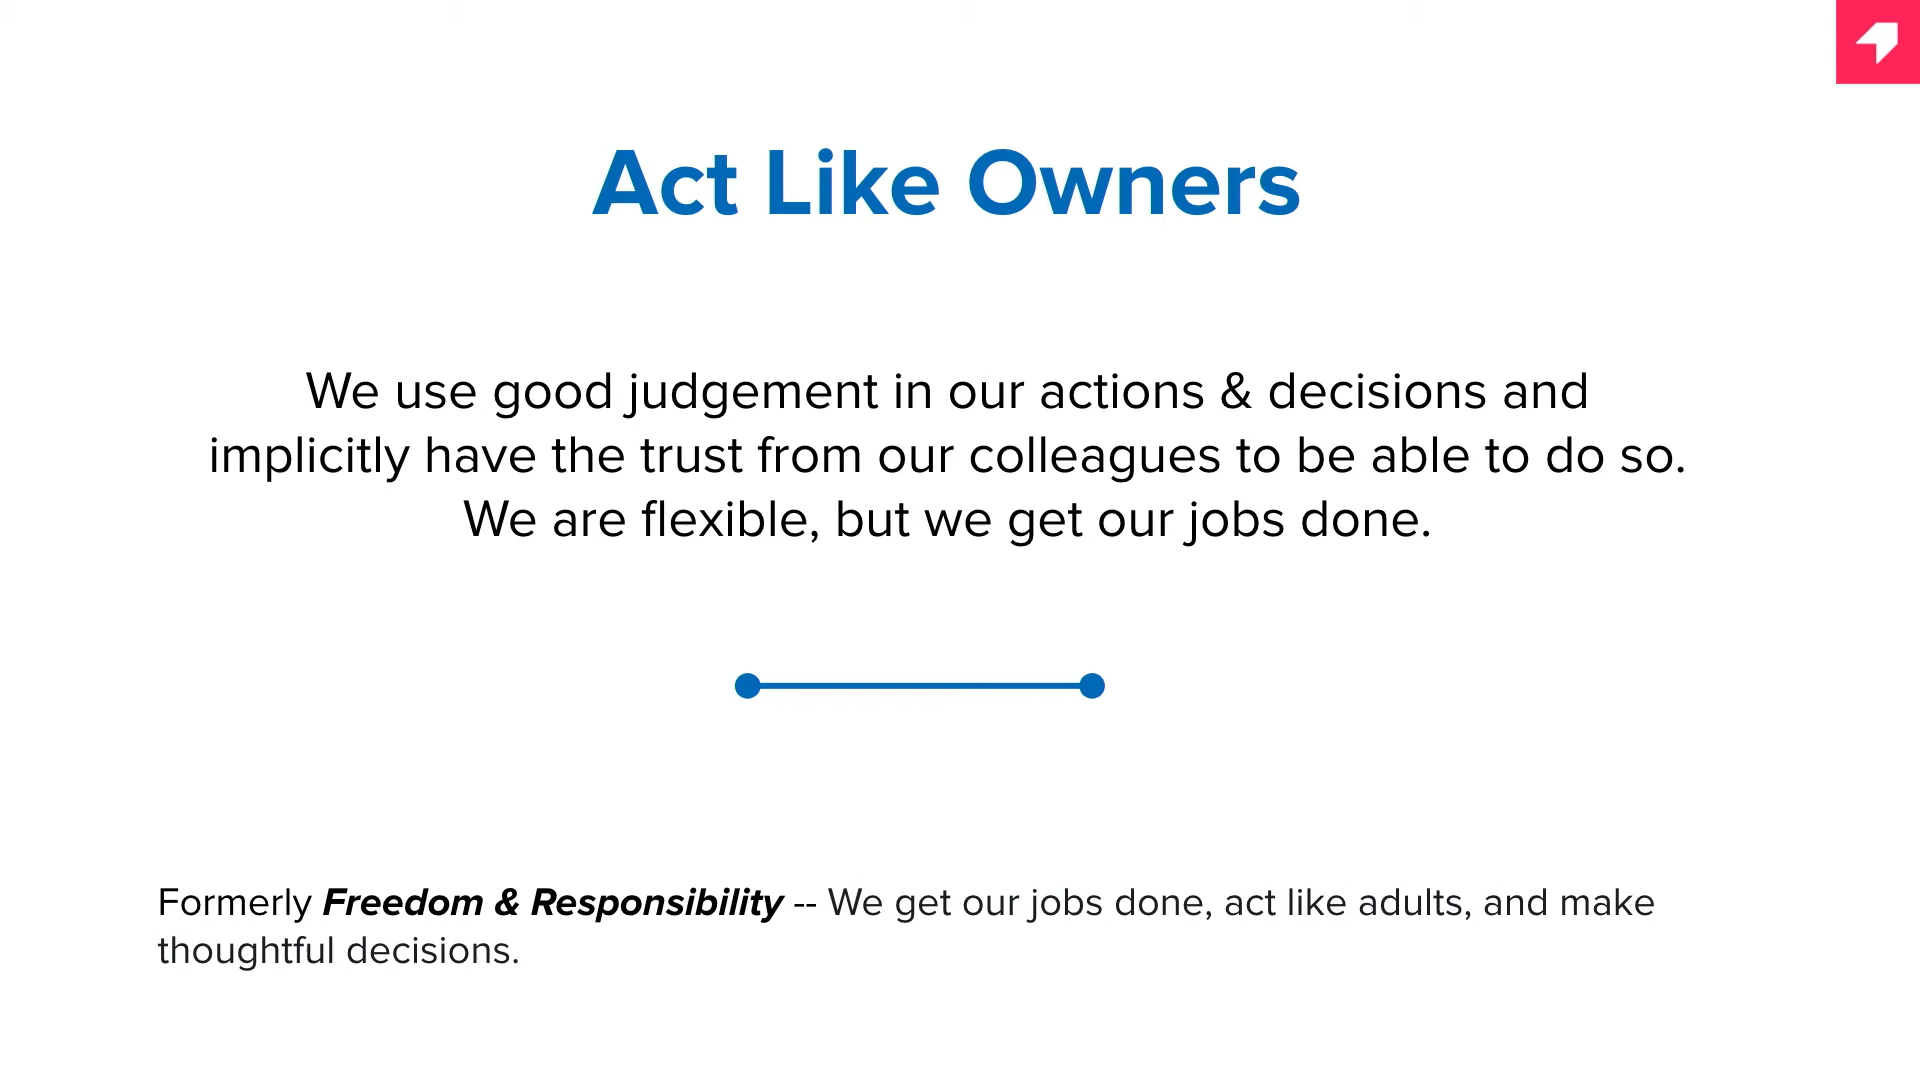 Act Like Owners
We use good judgement in our actions & decisions and
implicitly have the trust from our colleagues to be able to do so.
We are flexible, but we get our jobs done.
Formerly Freedom & Responsibility -- We get our jobs done, act like adults, and make
thoughtful decisions.